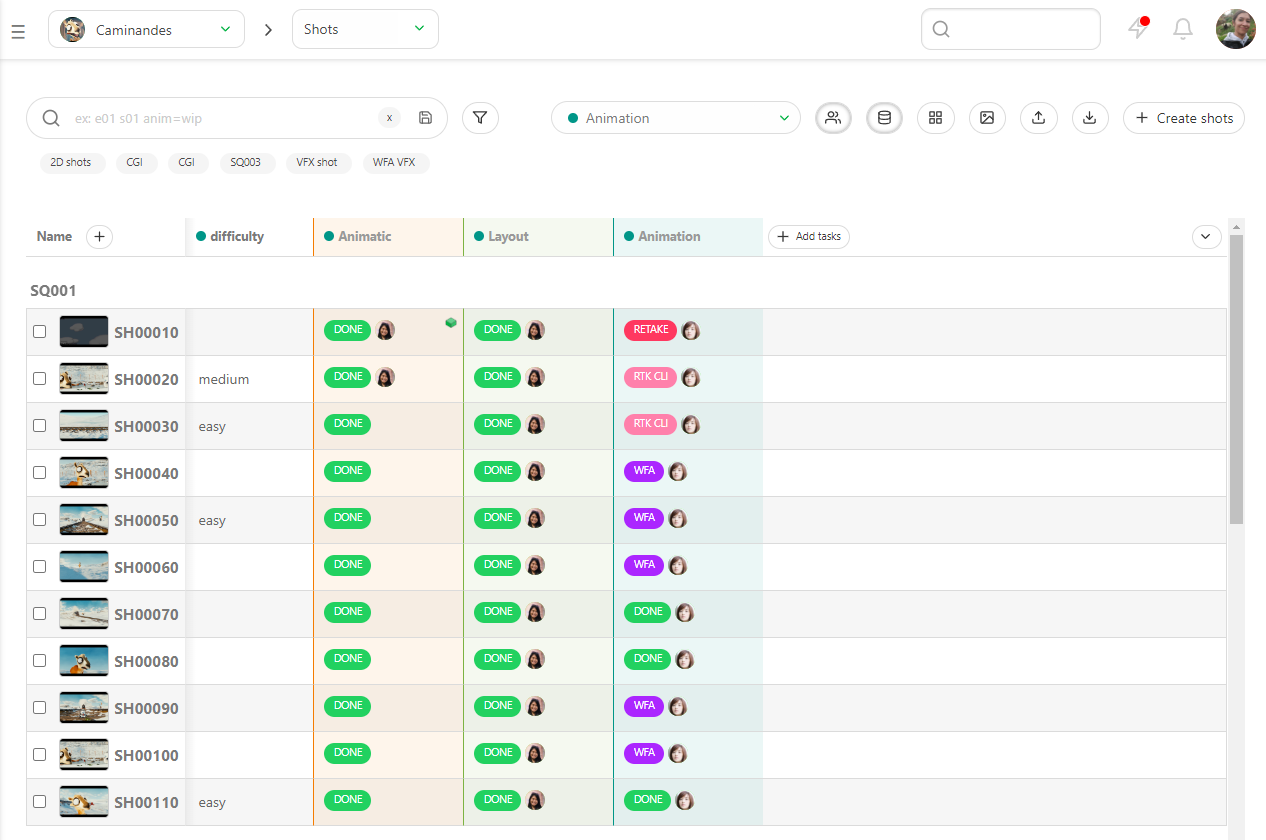 Caminandes Shots
ex: e01 s01 anim=wip x Animation Create shots
2D shots CGI CGI SQ003 VFX shot WFA VFX
Name difficulty Animatic Layout Animation Add tasks
SQ001
SH00010 DONE DONE RETAKE
SH00020 medium DONE DONE RTK CLI
SH00030 easy DONE DONE RTK CLI
SH00040 DONE DONE WFA
SH00050 easy DONE DONE WFA
SH00060 DONE DONE WFA
SH00070 DONE DONE DONE
SH00080 DONE DONE DONE
SH00090 DONE DONE WFA
SH00100 DONE DONE WFA
SH00110 easy DONE DONE DONE